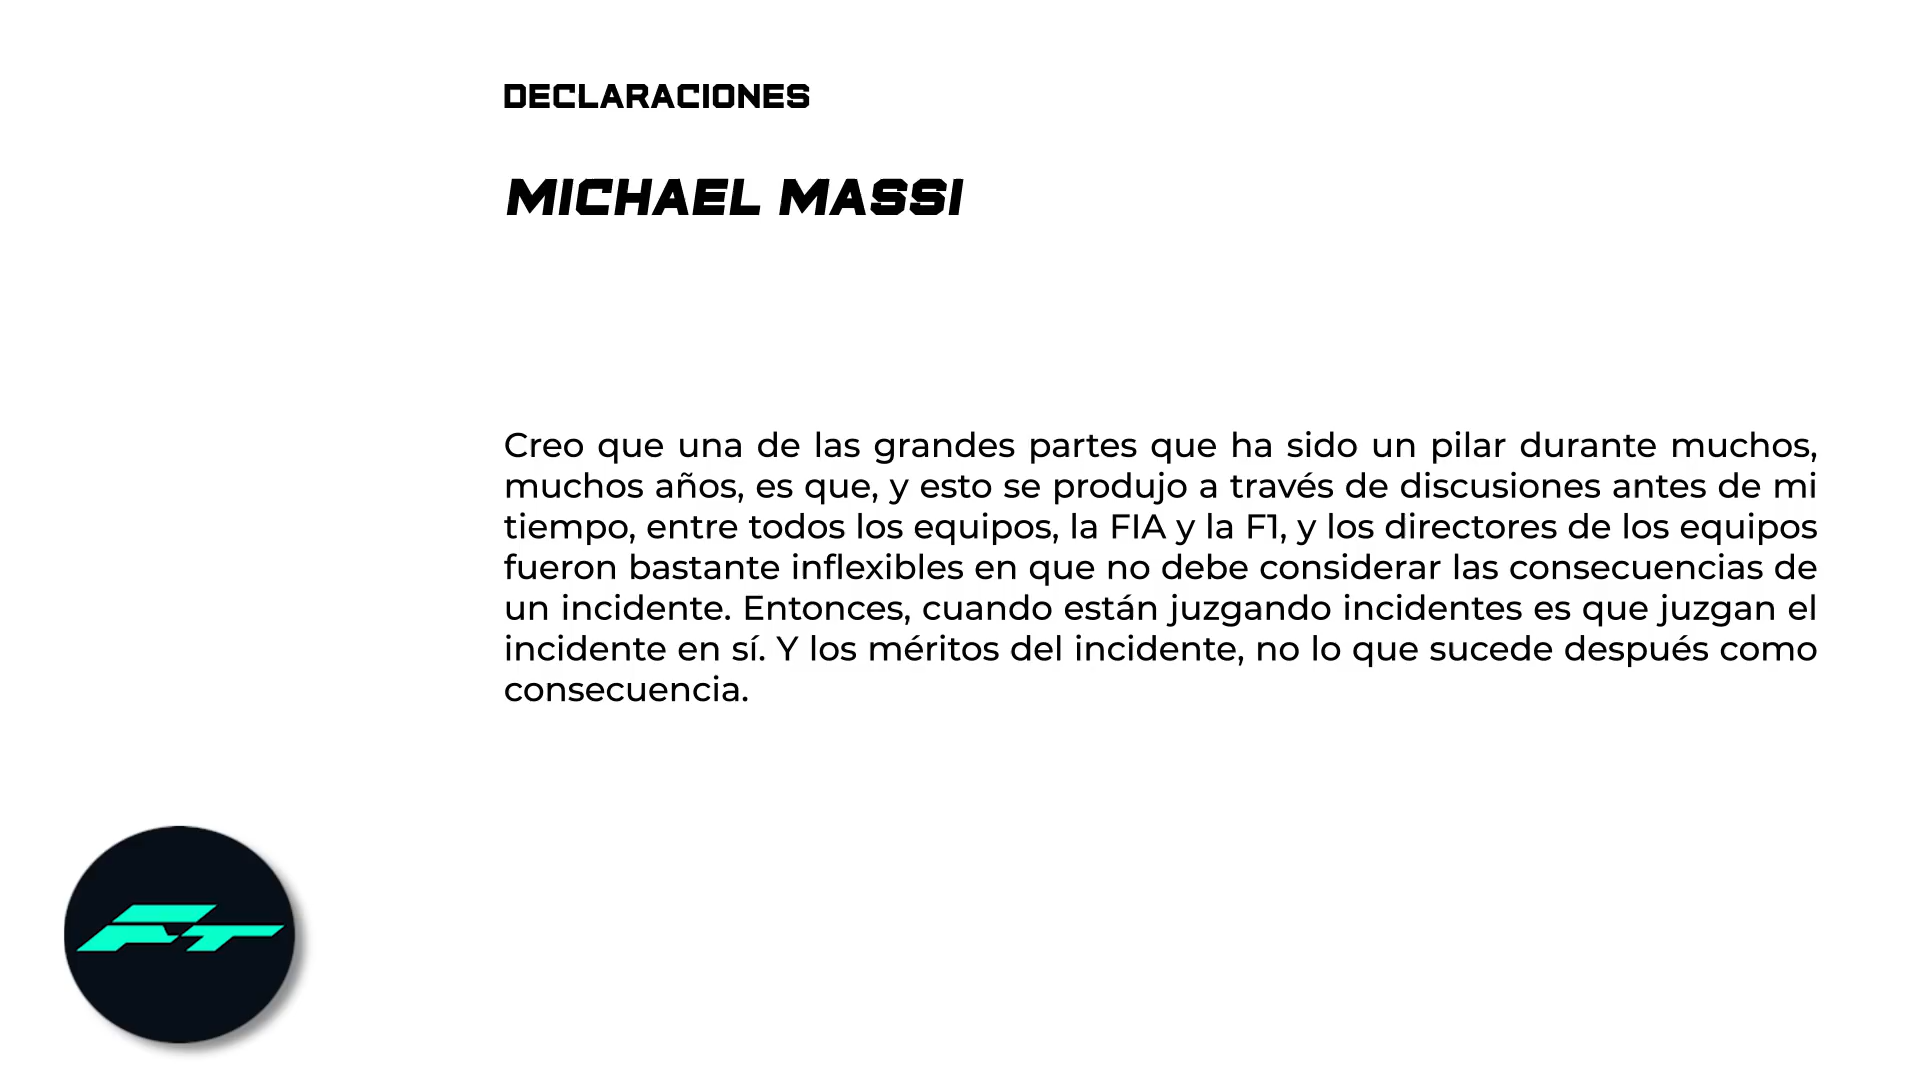 DECLARACIONES
MICHAEL MASSI
Creo que una de las grandes partes que ha sido un pilar durante muchos,
muchos años, es que, y esto se produjo a través de discusiones antes de mi
tiempo, entre todos los equipos, la FIA y la F1, y los directores de los equipos
fueron bastante inflexibles en que no debe considerar las consecuencias de
un incidente. Entonces, cuando están juzgando incidentes es que juzgan el
incidente en sí. Y los méritos del incidente, no lo que sucede después como
consecuencia.
FT